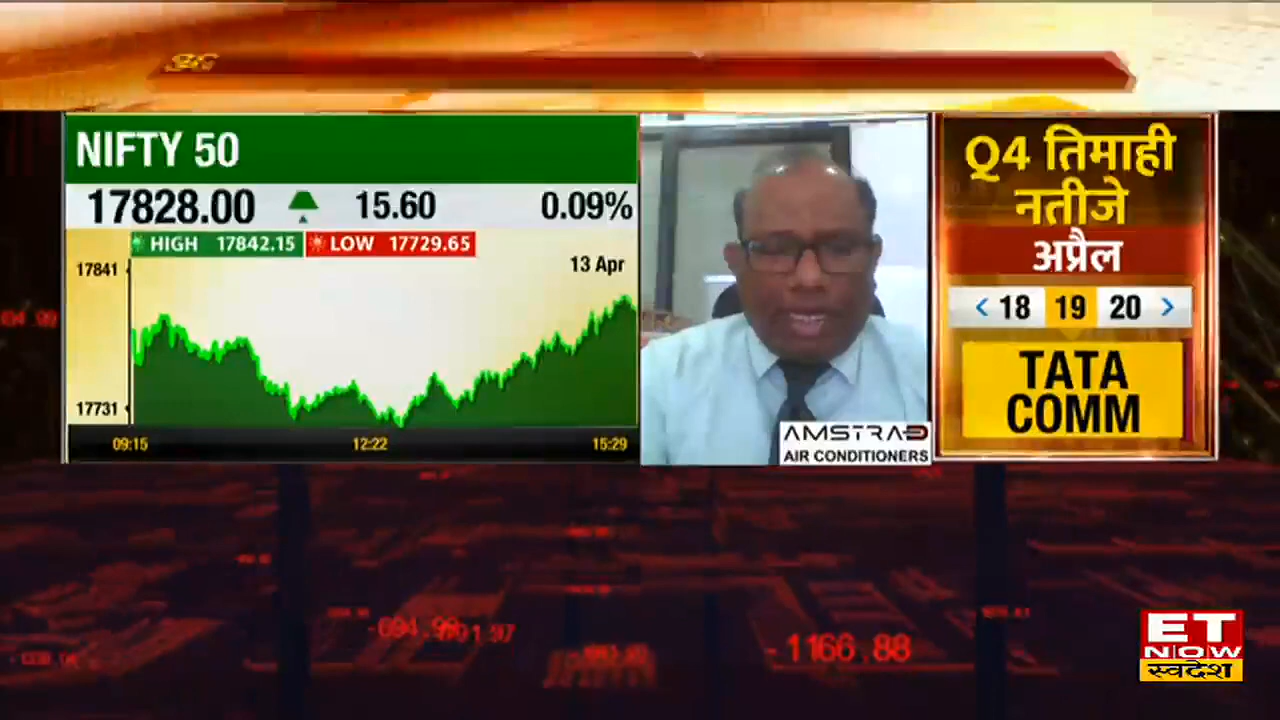 NIFTY 50
17828.00 15.60 0.09%
HIGH 17842.15 LOW 17729.65
13 Apr
17841
17731
09:15 12:22 15:29
AMSTRAD
AIR CONDITIONERS
Q4 तिमाही
नतीजे
अप्रैल
< 18 19 20 >
TATA
COMM
-1166.88
ET
NOW
स्वदेश